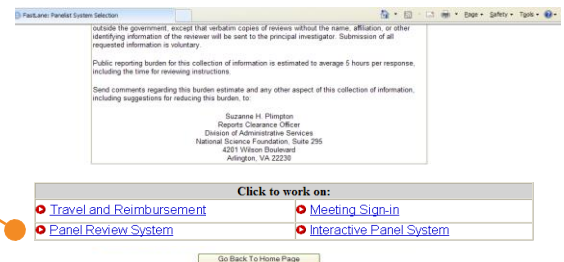 FastLane: Panelist System Selection
Page Safety Tools
outside the government, except that verbatim copies of reviews without the name, affiliation, or other
identifying information of the reviewer will be sent to the principal investigator. Submission of all
requested information is voluntary.
Public reporting burden for this collection of information is estimated to average 5 hours per response,
including the time for reviewing instructions.
Send comments regarding this burden estimate and any other aspect of this collection of information,
including suggestions for reducing this burden, to:
Suzanne H. Plimpton
Reports Clearance Officer
Division of Administrative Services
National Science Foundation, Suite 295
4201 Wilson Boulevard
Arlington, VA 22230
Click to work on:
Travel and Reimbursement Meeting Sign-in
Panel Review System Interactive Panel System
Go Back To Home Page